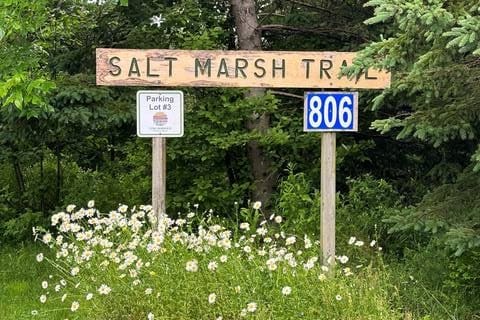 SALT MARSH TRAIL
Parking
Lot #3
806